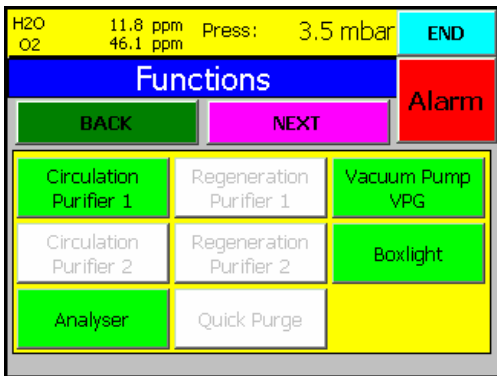 H2O 11.8 ppm Press: 3.5 mbar END
O2 46.1 ppm
Functions
Alarm
BACK NEXT
Circulation Purifier 1
Regeneration Purifier 1
Vacuum Pump VPG
Circulation Purifier 2
Regeneration Purifier 2
Boxlight
Analyser
Quick Purge